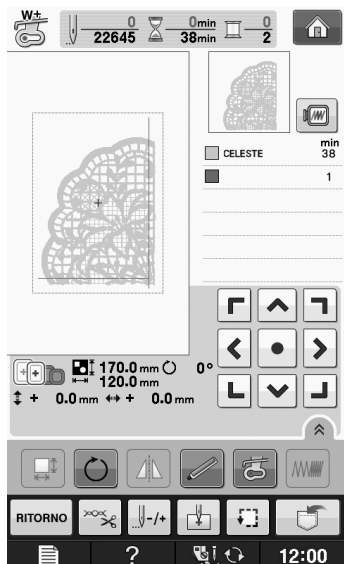 W+
0 0min 0
22645 38min 2
min
CELESTE 38
1
170.0 mm 0°
120.0 mm
+ 0.0 mm + 0.0 mm
RITORNO
-/+
?
12:00